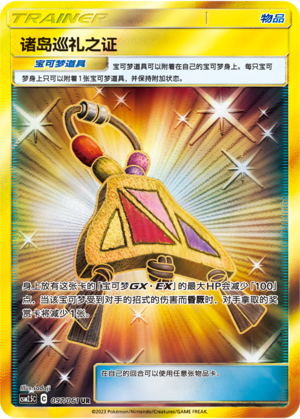 TRAINER
物品
诸岛巡礼之证
宝可梦道具
宝可梦道具可以附着在自己的宝可梦身上。每只宝可梦身上只可以附着1张宝可梦道具，并保持附加状态。
身上放有这张卡的「宝可梦GX・EX」的最大HP会减少「100」
点，当该宝可梦受到对手的招式的伤害而昏厥时，对手拿取的奖
赏卡将减少1张。
在自己的回合可以使任意张物品卡。
Illus. sadaji
C 097/061 UR
©2023 Pokémon/Nintendo/Creatures/GAME FREAK.